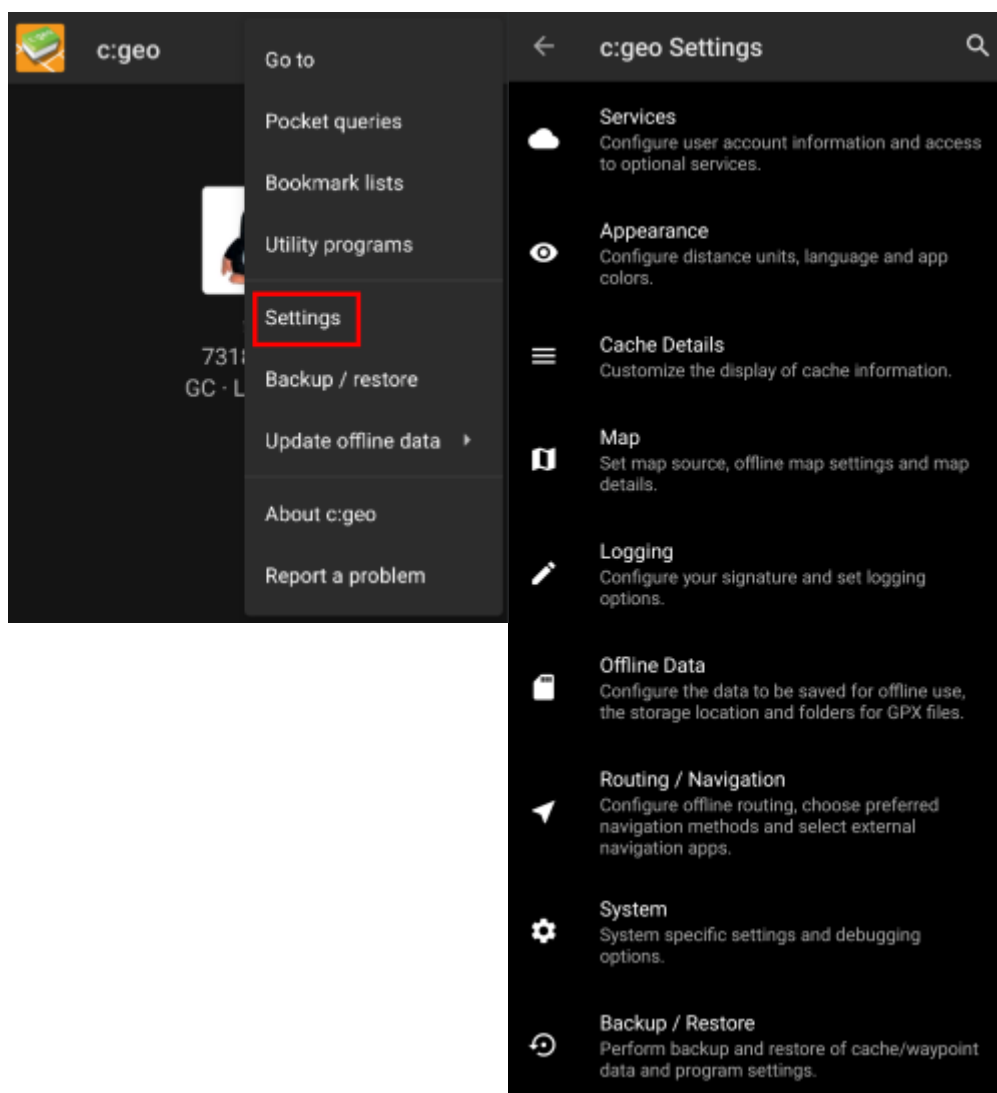 c:geo
Go to
Pocket queries
Bookmark lists
Utility programs
Settings
7318
GC · L
Backup / restore
Update offline data
About c:geo
Report a problem
c:geo Settings
Services
Configure user account information and access
to optional services.
Appearance
Configure distance units, language and app
colors.
Cache Details
Customize the display of cache information.
Map
Set map source, offline map settings and map
details.
Logging
Configure your signature and set logging
options.
Offline Data
Configure the data to be saved for offline use,
the storage location and folders for GPX files.
Routing / Navigation
Configure offline routing, choose preferred
navigation methods and select external
navigation apps.
System
System specific settings and debugging
options.
Backup / Restore
Perform backup and restore of cache/waypoint
data and program settings.